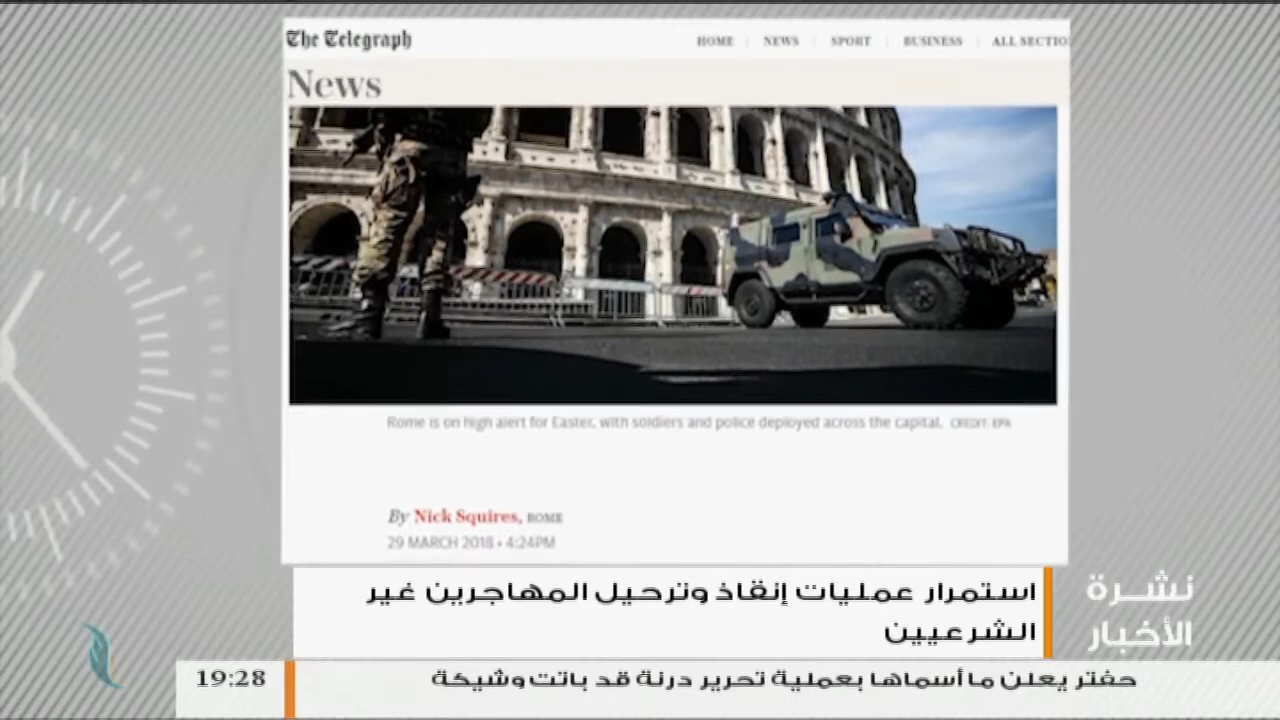 The Telegraph
HOME NEWS SPORT BUSINESS ALL SECTIO
News
Rome is on high alert for Easter, with soldiers and police deployed across the capital. CREDIT: EPA
By Nick Squires, ROME
29 MARCH 2018 • 4:24PM
نشرة
الأخبار
استمرار عمليات إنقاذ وترحيل المهاجرين غير
الشرعيين
حفتر يعلن ما أسماها بعملية تحرير درنة قد باتت وشيكة
19:28